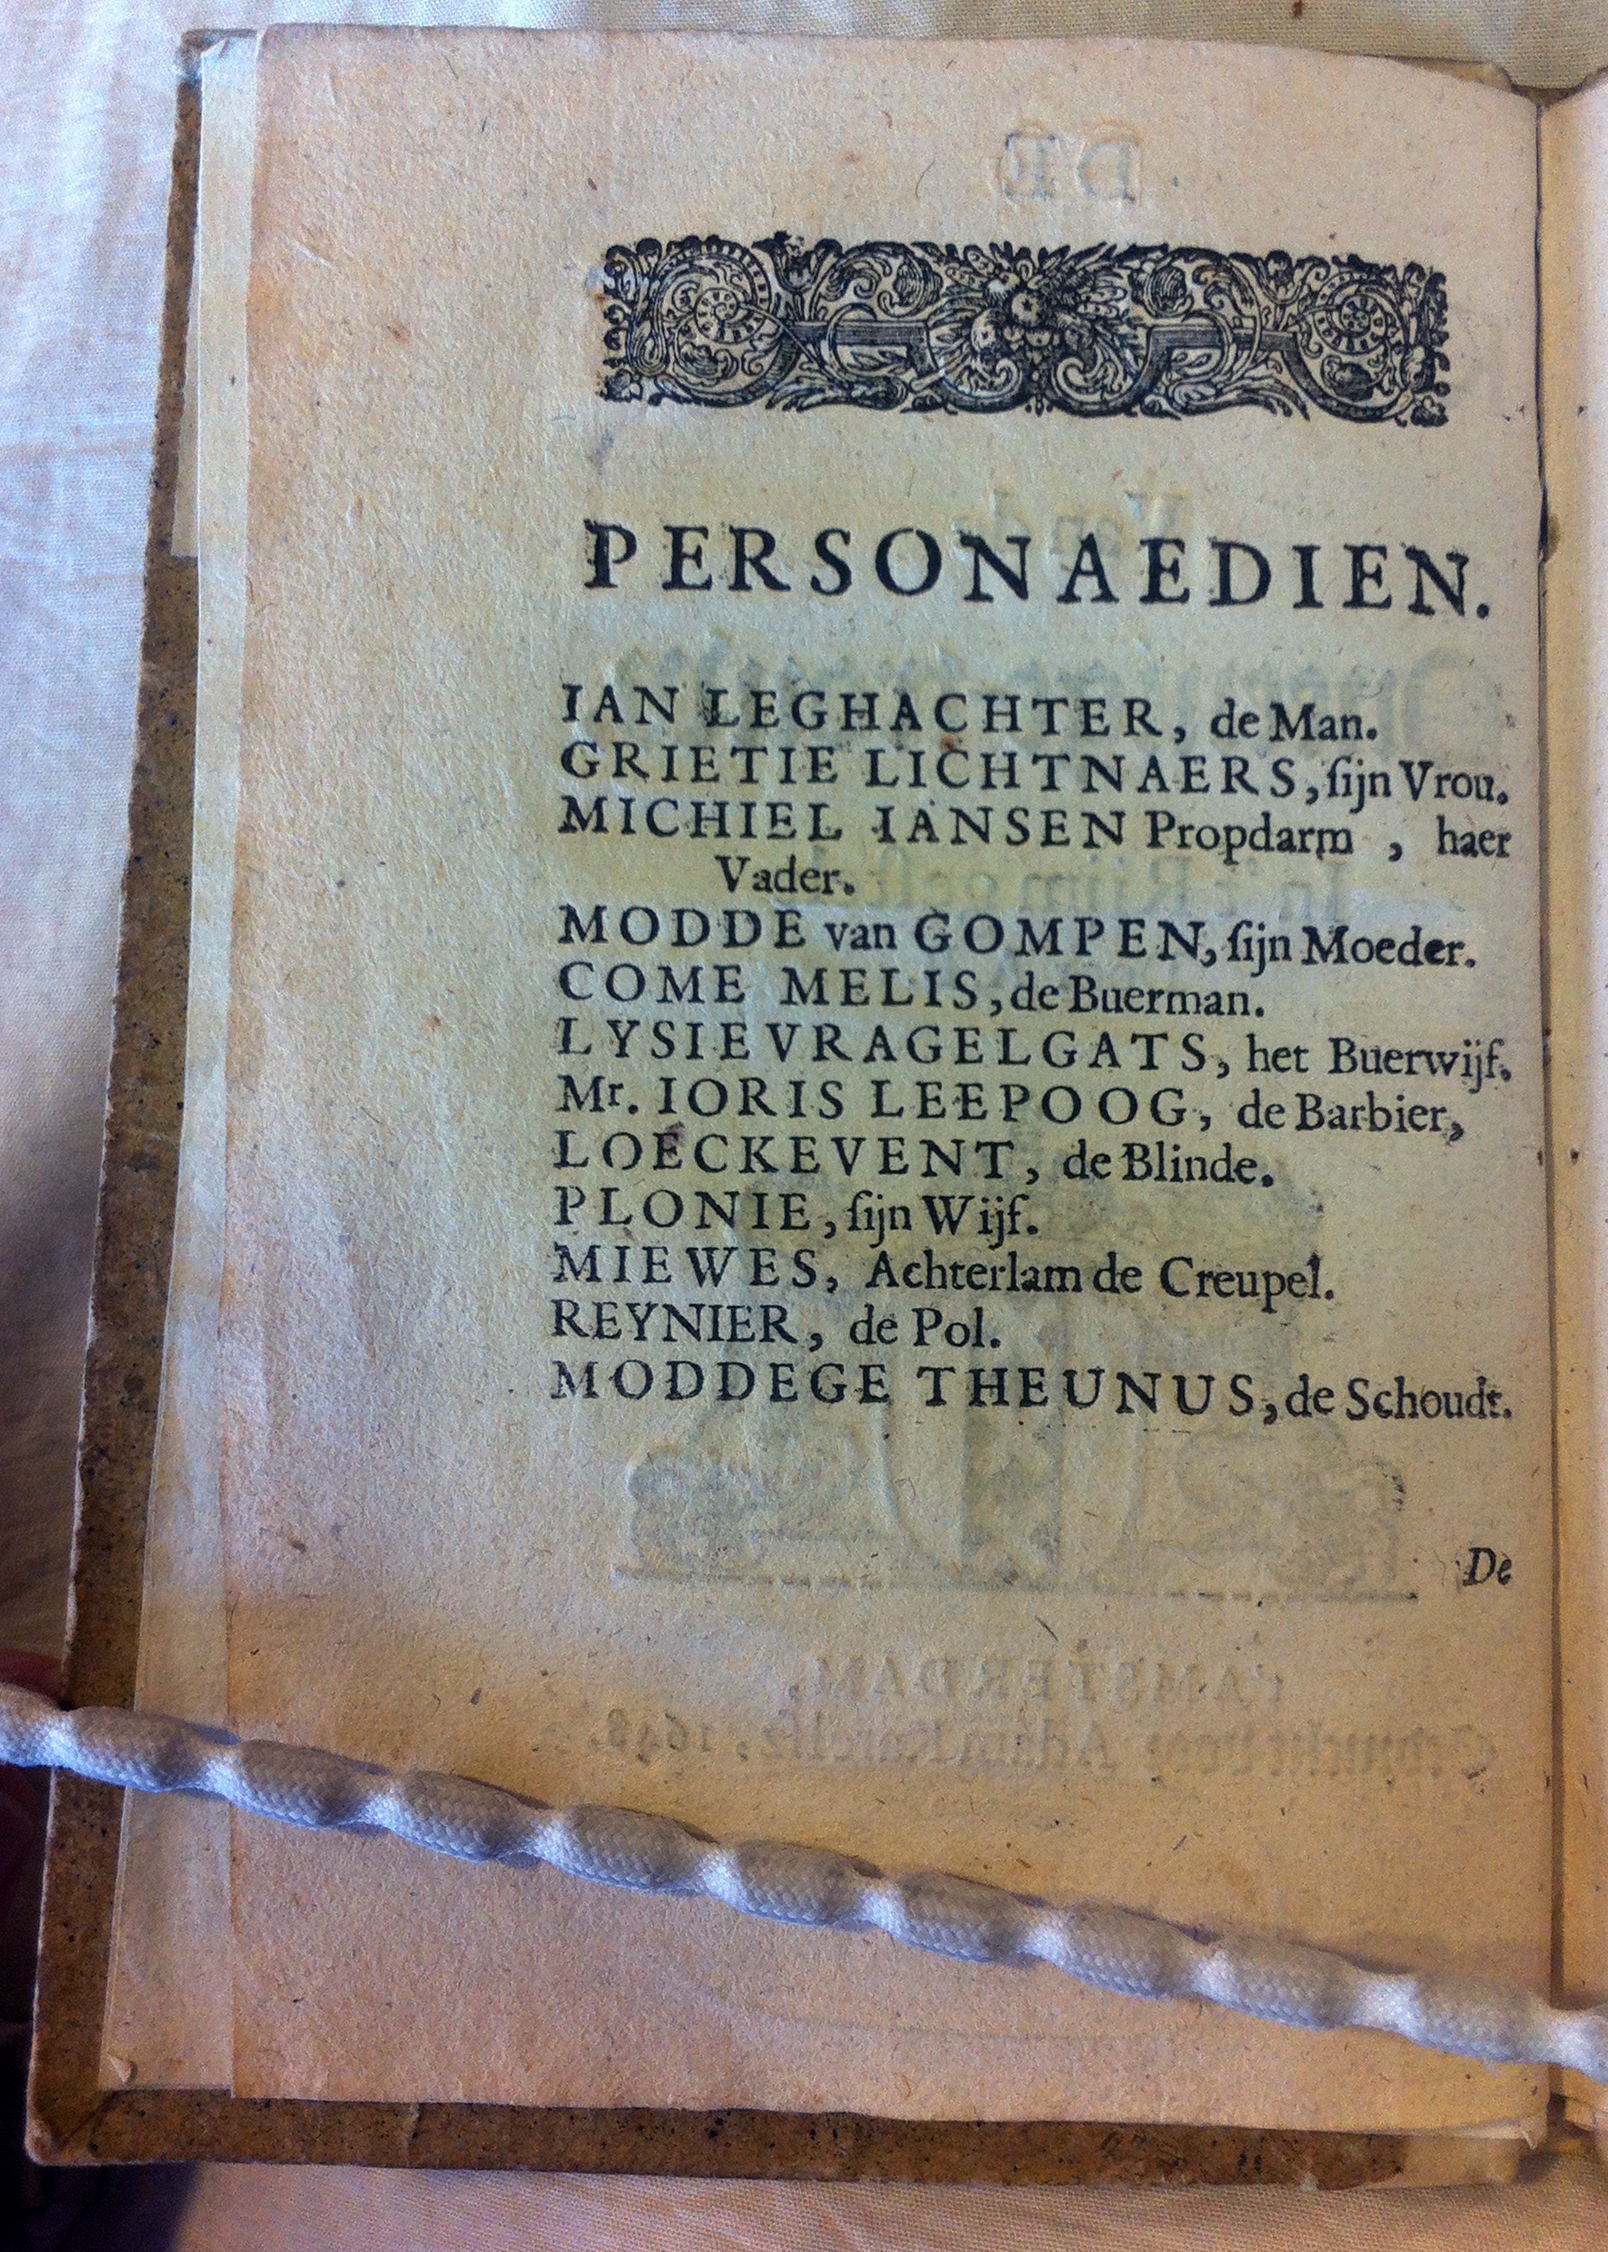 PERSONAEDIEN.
IAN LEGHACHTER, de Man.
GRIETIE LICHTNAERS, ſijn Vrou.
MICHIEL IANSEN Propdarm , haer
Vader.
MODDE van GOMPEN, ſijn Moeder.
COME MELIS, de Buerman.
LYSIE VRAGELGATS, het Buerwijf.
Mr. IORIS LEEPOOG, de Barbier,
LOECKEVENT, de Blinde.
PLONIE, ſijn Wijf.
MIEWES, Achterlam de Creupel.
REYNIER, de Pol.
MODDEGE THEUNUS, de Schoudt.
De